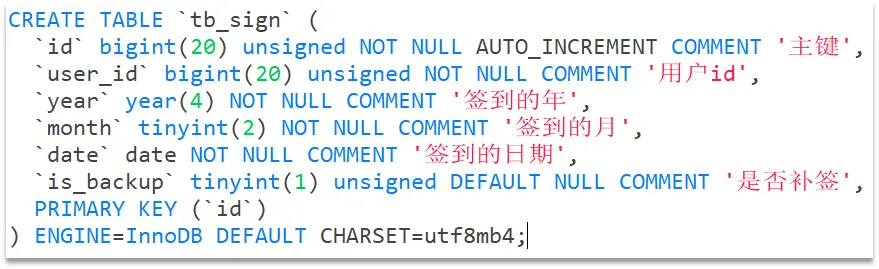 CREATE TABLE `tb_sign` (
`id` bigint(20) unsigned NOT NULL AUTO_INCREMENT COMMENT '主键',
`user_id` bigint(20) unsigned NOT NULL COMMENT '用户id',
`year` year(4) NOT NULL COMMENT '签到的年',
`month` tinyint(2) NOT NULL COMMENT '签到的月',
`date` date NOT NULL COMMENT '签到的日期',
`is_backup` tinyint(1) unsigned DEFAULT NULL COMMENT '是否补签',
PRIMARY KEY (`id`)
) ENGINE=InnoDB DEFAULT CHARSET=utf8mb4;